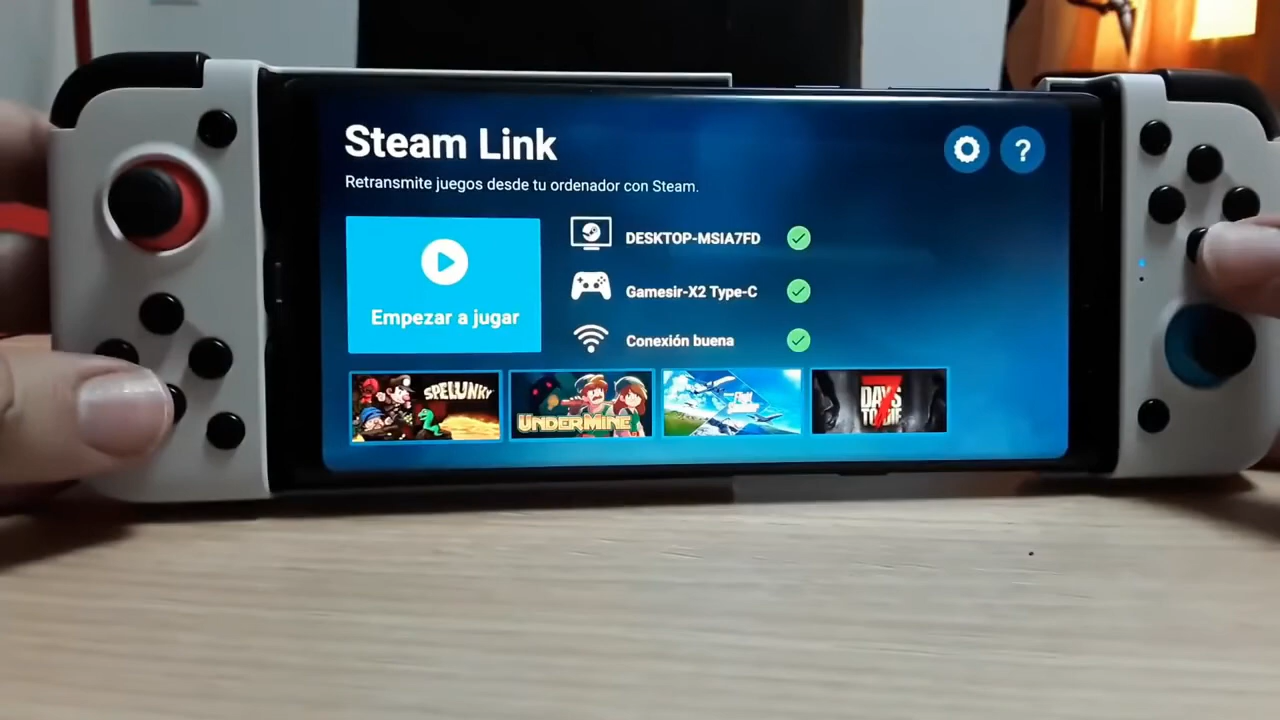 Steam Link
?
Retransmite juegos desde tu ordenador con Steam.
DESKTOP-MSIA7FD
Gamesir-X2 Type-C
Empezar a jugar
Conexión buena
SPELUNKY
UNDERMINE
7
DAYS
TO DIE